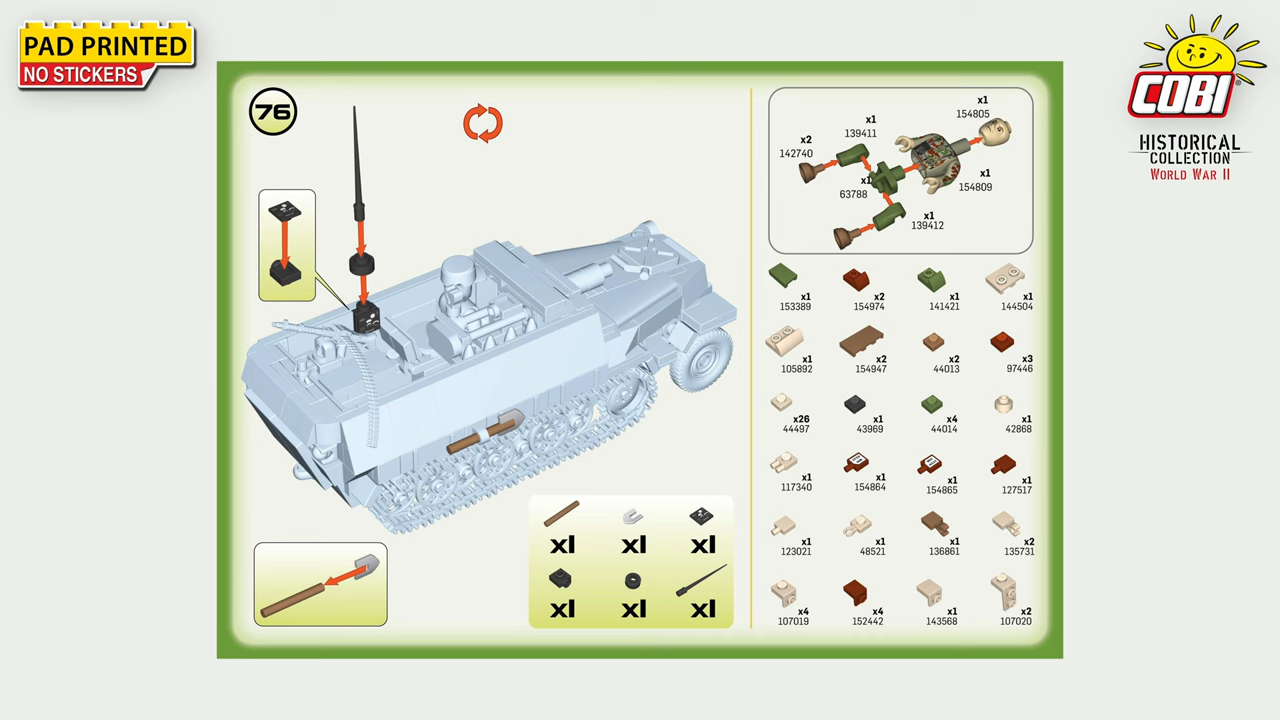 PAD PRINTED
NO STICKERS
COBI
®
HISTORICAL
COLLECTION
WORLD WAR II
76
x1
x1
x1
x1
x1
x1
x1
154805
x1
139411
x2
142740
x1
63788
x1
154809
x1
139412
x1
153389
x2
154974
x1
141421
x1
144504
x1
105892
x2
154947
x2
44013
x3
97446
x26
44497
x1
43969
x4
44014
x1
42868
x1
117340
x1
154864
x1
154865
x1
127517
x1
123021
x1
48521
x1
136861
x2
135731
x4
107019
x4
152442
x1
143568
x2
107020